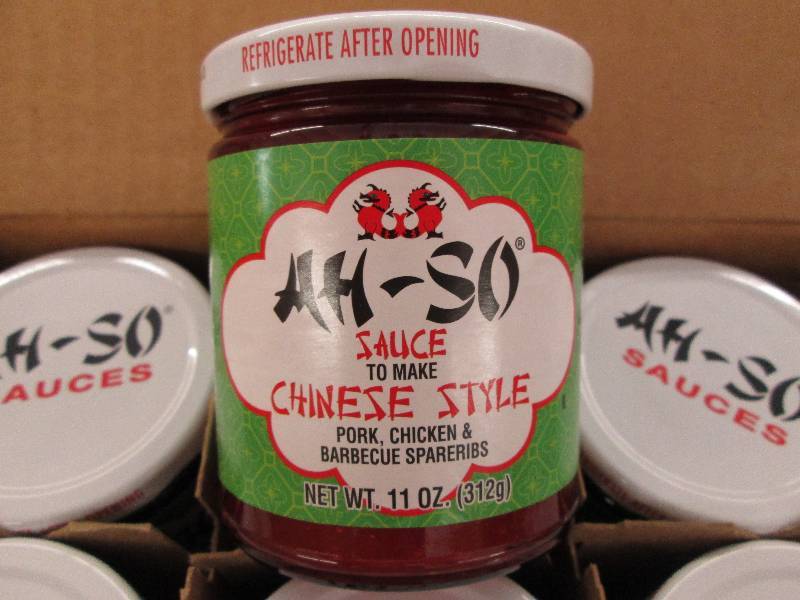 REFRIGERATE AFTER OPENING
AH-SO®
SAUCE
TO MAKE
CHINESE STYLE
PORK, CHICKEN &
BARBECUE SPARERIBS
NET WT. 11 OZ. (312g)
AH-SO®
SAUCES
AH-SO
SAUCES